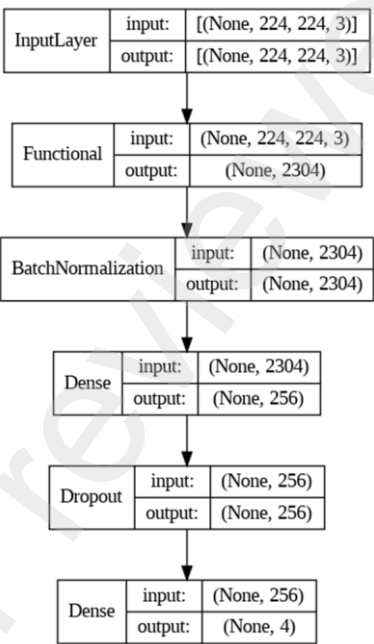 InputLayer
input: [(None, 224, 224, 3)]
output: [(None, 224, 224, 3)]
Functional
input: (None, 224, 224, 3)
output: (None, 2304)
BatchNormalization
input: (None, 2304)
output: (None, 2304)
Dense
input: (None, 2304)
output: (None, 256)
Dropout
input: (None, 256)
output: (None, 256)
Dense
input: (None, 256)
output: (None, 4)
r reviewe